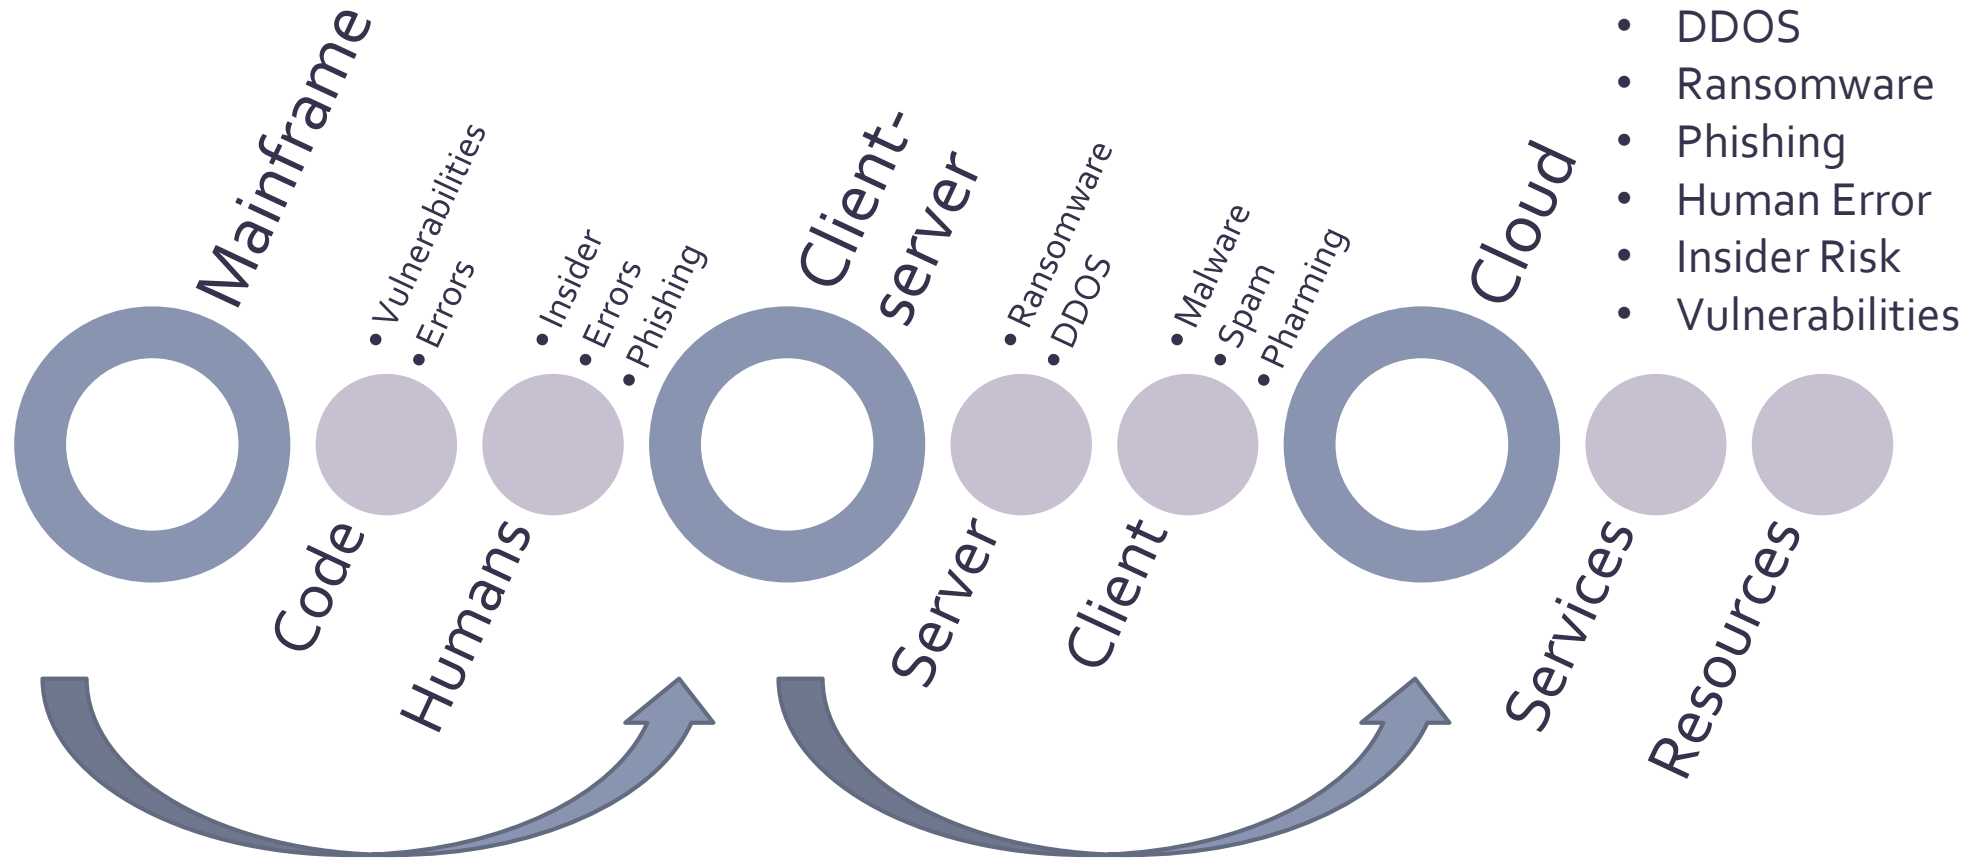 Mainframe
• Vulnerabilities
• Errors
Code
• Insider
• Errors
• Phishing
Humans
Client-
server
• Ransomware
• DDOS
Server
• Malware
• Spam
• Pharming
Client
Cloud
• DDOS
• Ransomware
• Phishing
• Human Error
• Insider Risk
• Vulnerabilities
Services
Resources